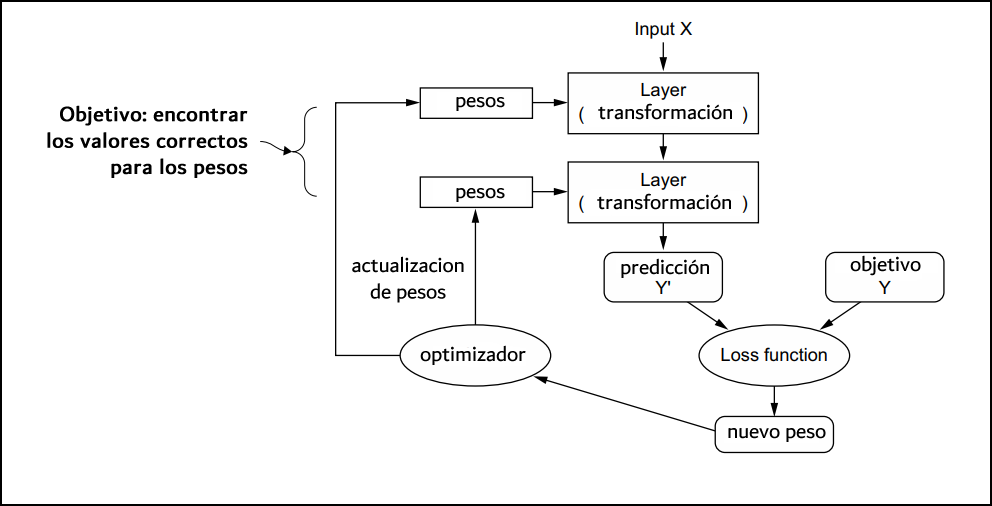 Input X
Objetivo: encontrar
los valores correctos
para los pesos
pesos
Layer
( transformación )
pesos
Layer
( transformación )
actualizacion
de pesos
predicción
Y'
objetivo
Y
optimizador
Loss function
nuevo peso